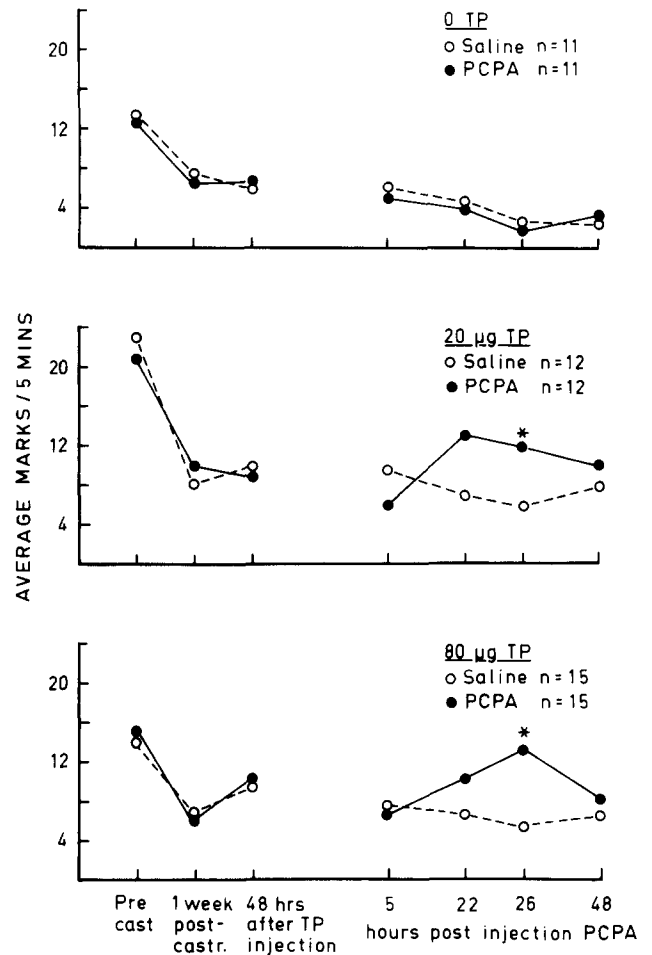 AVERAGE MARKS / 5 MINS
20
12
4
0 TP
Saline n=11
PCPA n=11
20
12
4
20 µg TP
Saline n=12
PCPA n=12
*
20
12
4
80 µg TP
Saline n=15
PCPA n=15
*
Pre cast
1 week post-castr.
48 hrs after TP injection
5 22 26 48
hours post injection PCPA